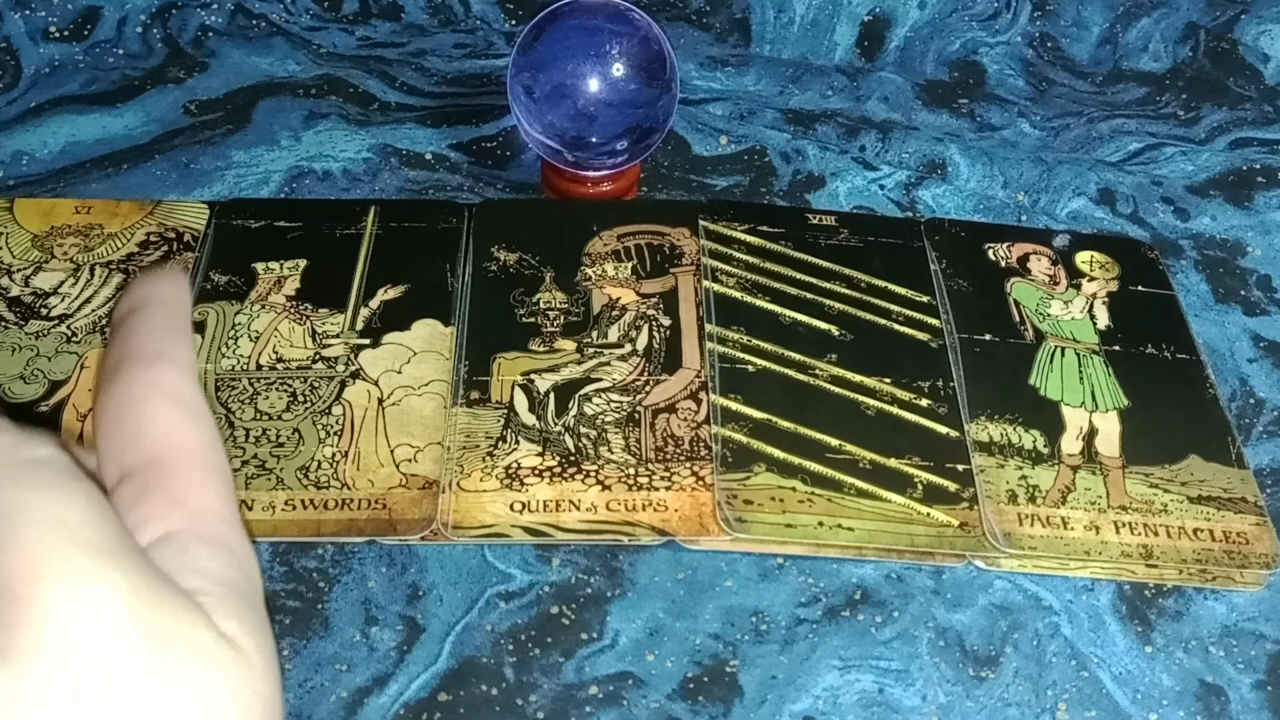 VI
N of SWORDS.
QUEEN of CUPS.
VIII
PAGE of PENTACLES.